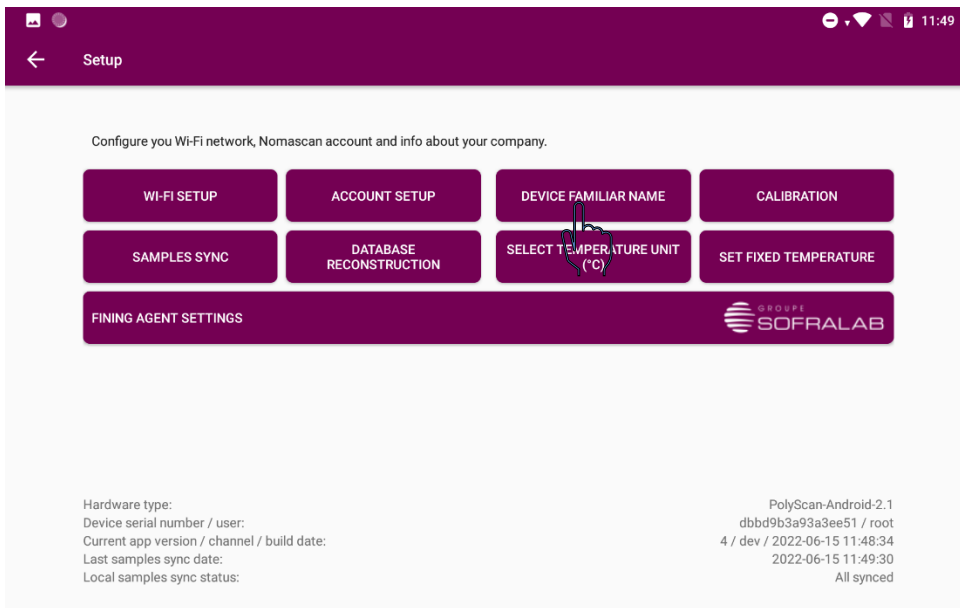 11:49
Setup
Configure you Wi-Fi network, Nomascan account and info about your company.
WI-FI SETUP
ACCOUNT SETUP
DEVICE FAMILIAR NAME
CALIBRATION
SAMPLES SYNC
DATABASE
RECONSTRUCTION
SELECT TEMPERATURE UNIT
(°C)
SET FIXED TEMPERATURE
FINING AGENT SETTINGS
GROUPE
SOFRALAB
Hardware type: PolyScan-Android-2.1
Device serial number / user: dbbd9b3a93a3ee51 / root
Current app version / channel / build date: 4 / dev / 2022-06-15 11:48:34
Last samples sync date: 2022-06-15 11:49:30
Local samples sync status: All synced